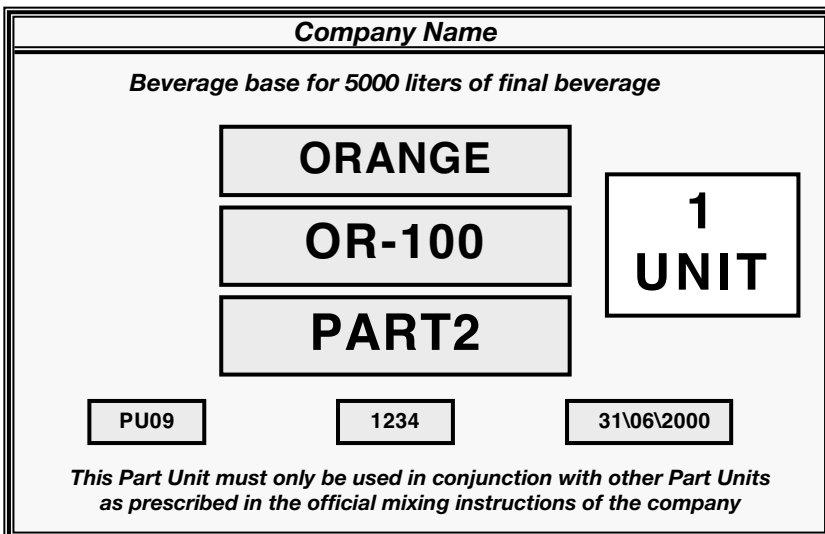 Company Name
Beverage base for 5000 liters of final beverage
ORANGE
OR-100
PART2
1
UNIT
PU09
1234
31\06\2000
This Part Unit must only be used in conjunction with other Part Units
as prescribed in the official mixing instructions of the company